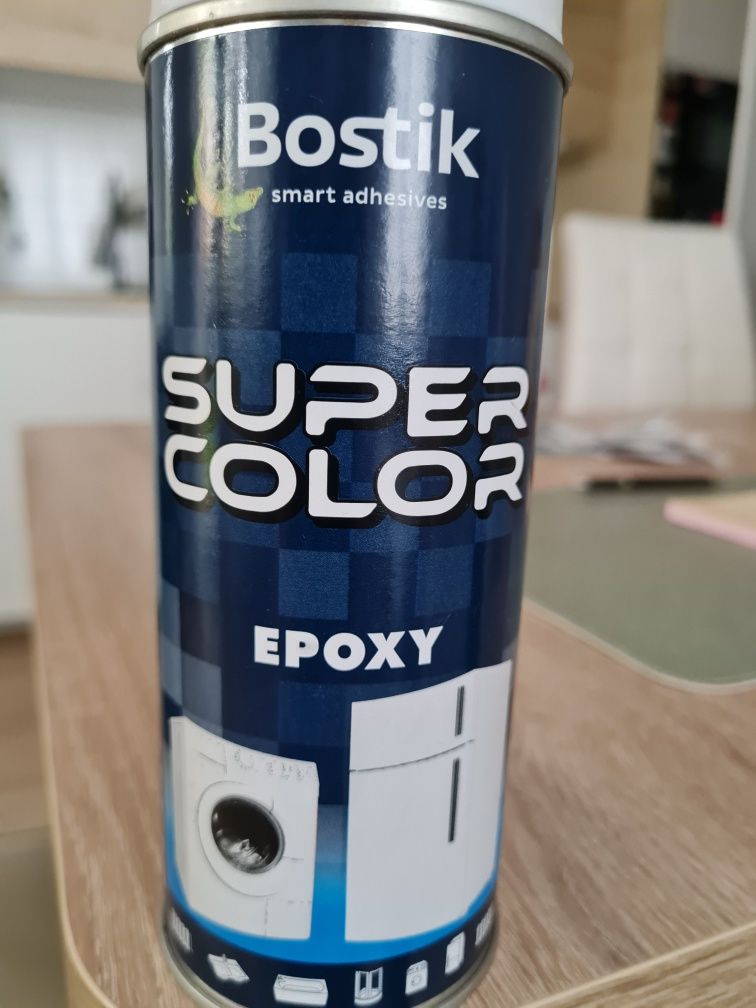 Bostik
smart adhesives
SUPER
COLOR
EPOXY